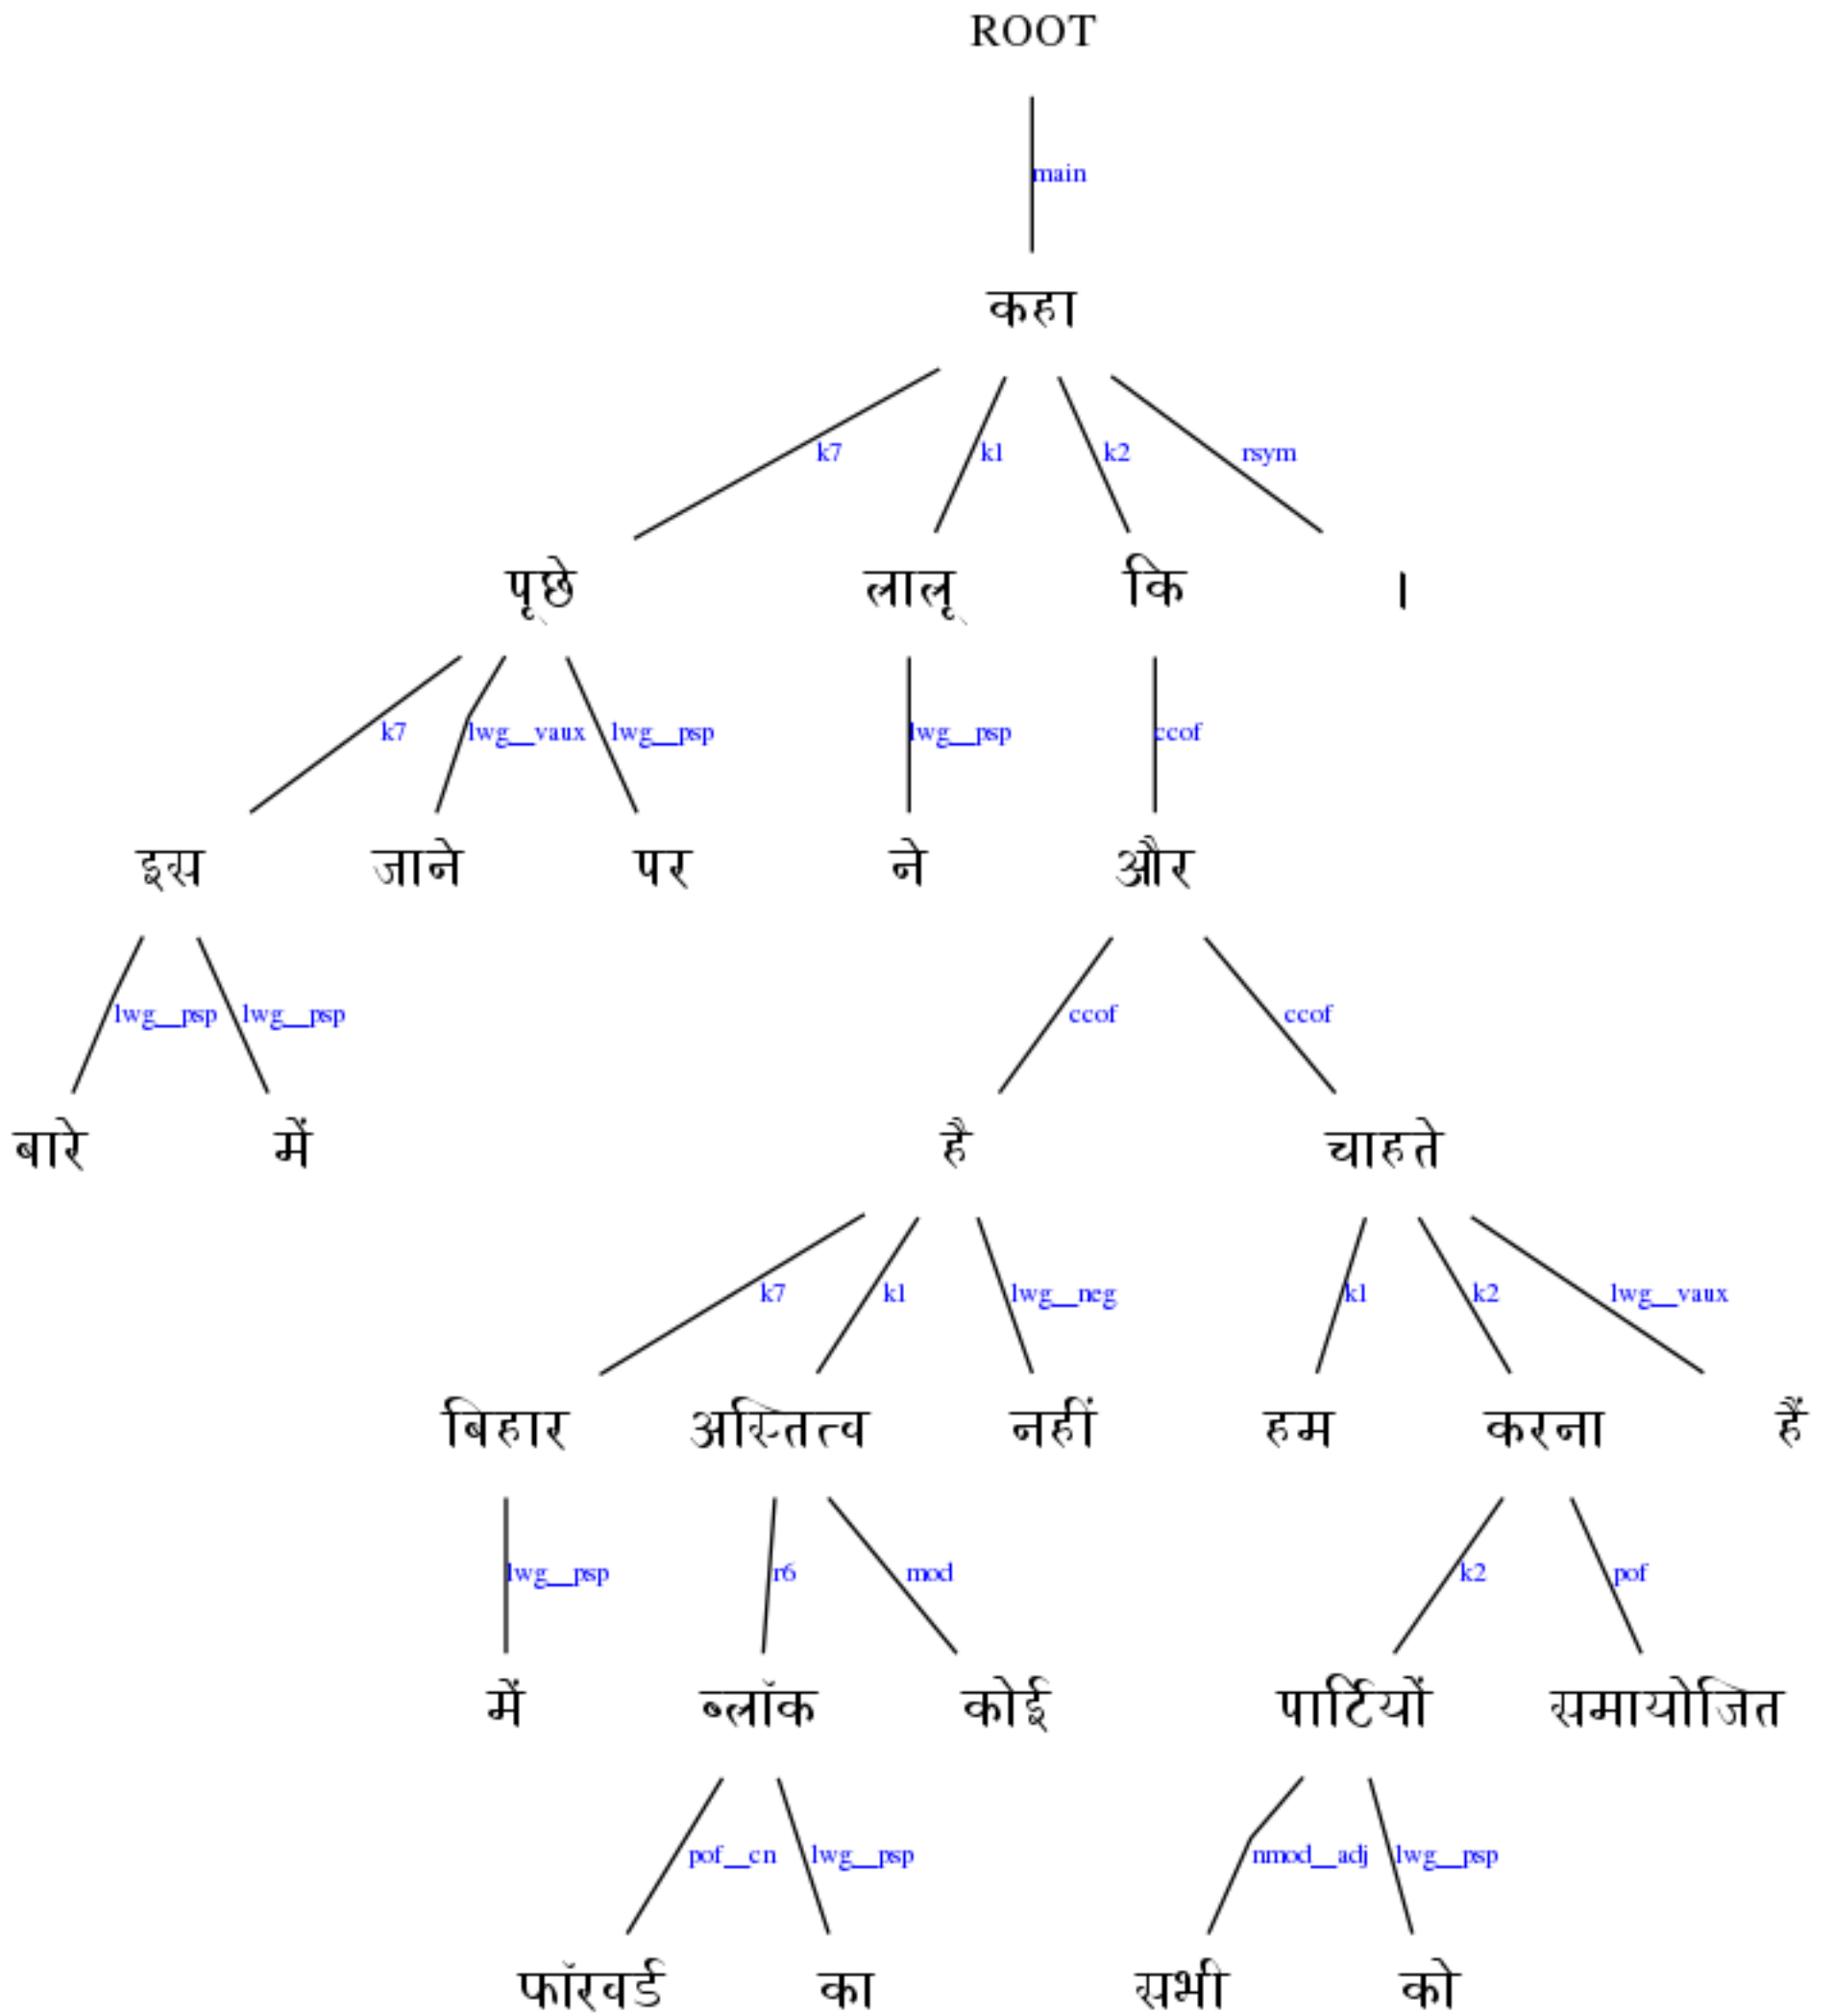 ROOT
main
कहा
k7 k1 k2 rsym
पूछे लालू कि ।
k7 lwg__vaux lwg__psp lwg__psp ccof
इस जाने पर ने और
lwg__psp lwg__psp ccof ccof
बारे में है चाहते
k7 k1 lwg__neg k1 k2 lwg__vaux
बिहार अस्तित्व नहीं हम करना हैं
lwg__psp r6 mod k2 pof
में ब्लॉक कोई पार्टियों समायोजित
pof__cn lwg__psp nmod__adj lwg__psp
फॉरवर्ड का सभी को